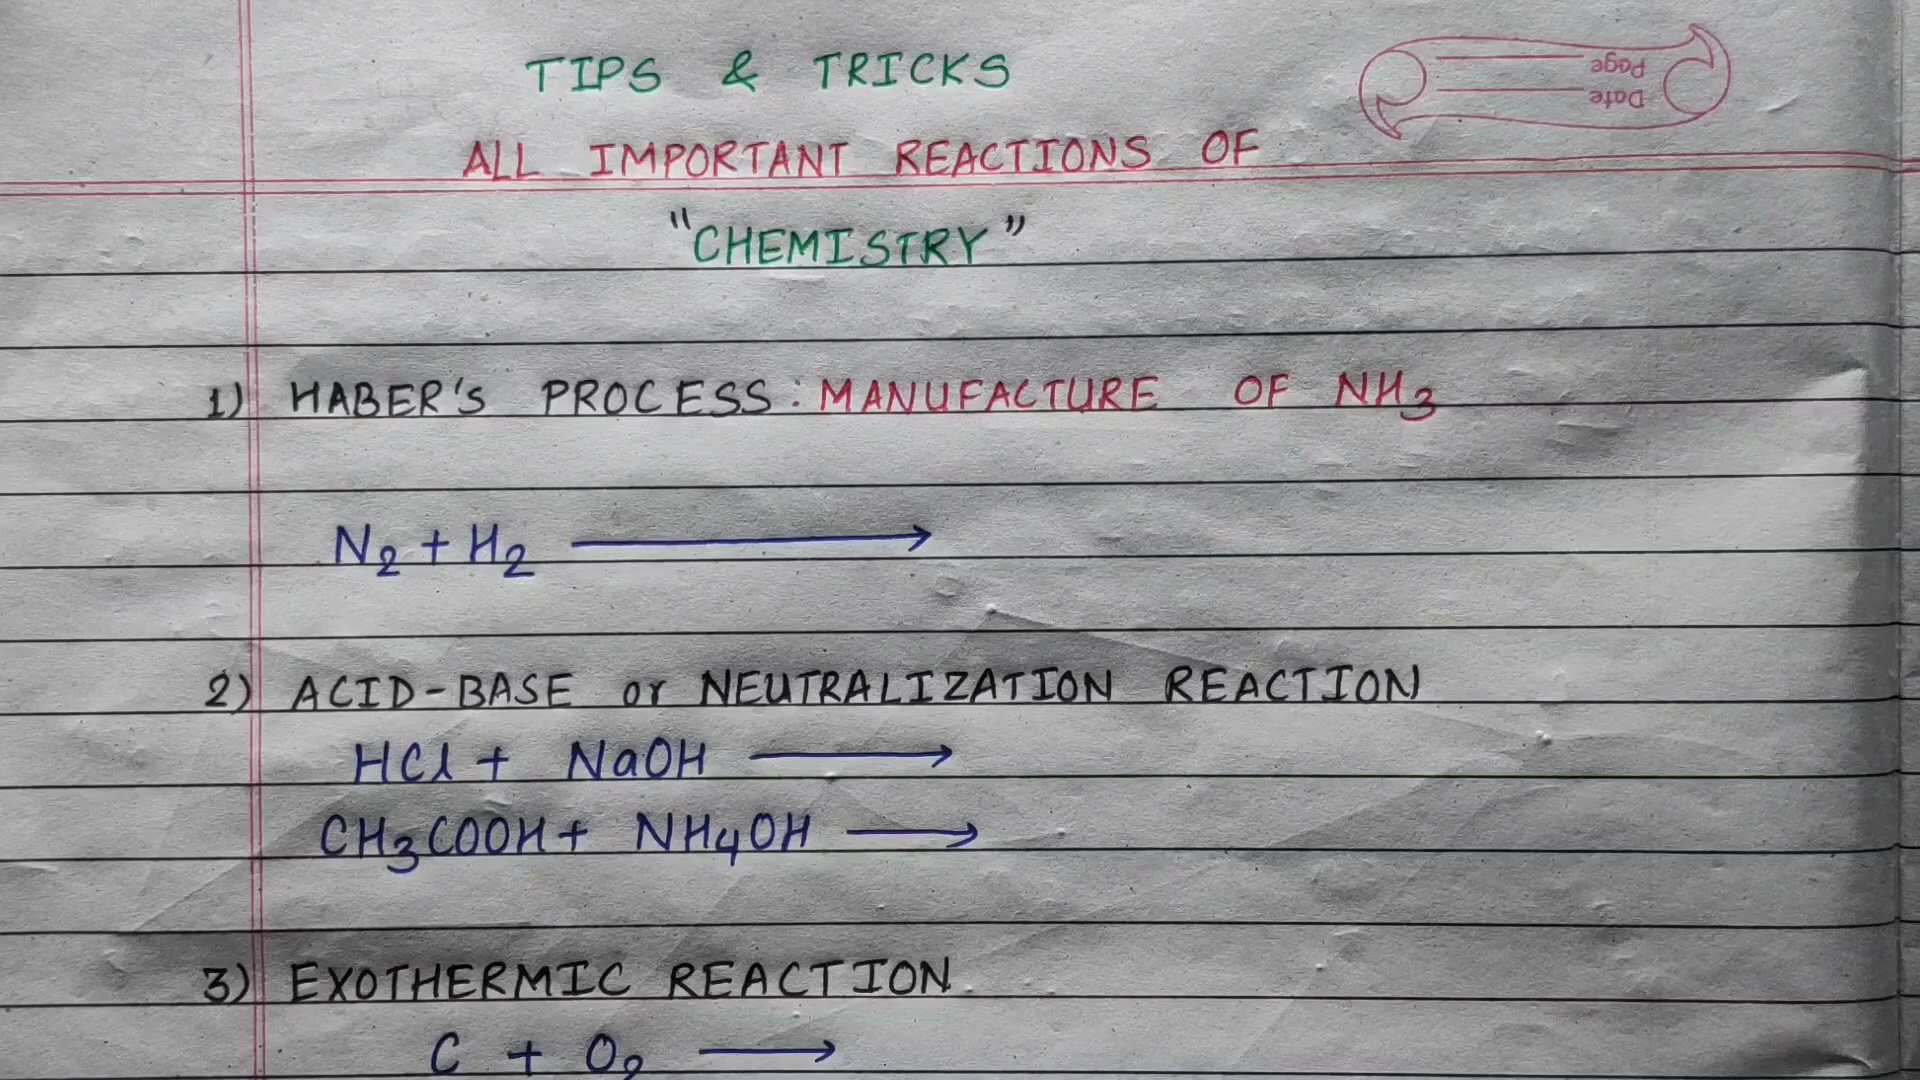 TIPS & TRICKS
Page
Date
ALL IMPORTANT REACTIONS OF
"CHEMISTRY"
1) HABER'S PROCESS: MANUFACTURE OF NH₃
N₂ + H₂ ⟶
2) ACID-BASE or NEUTRALIZATION REACTION
HCl + NaOH ⟶
CH₃COOH + NH₄OH ⟶
3) EXOTHERMIC REACTION
C + O₂ ⟶